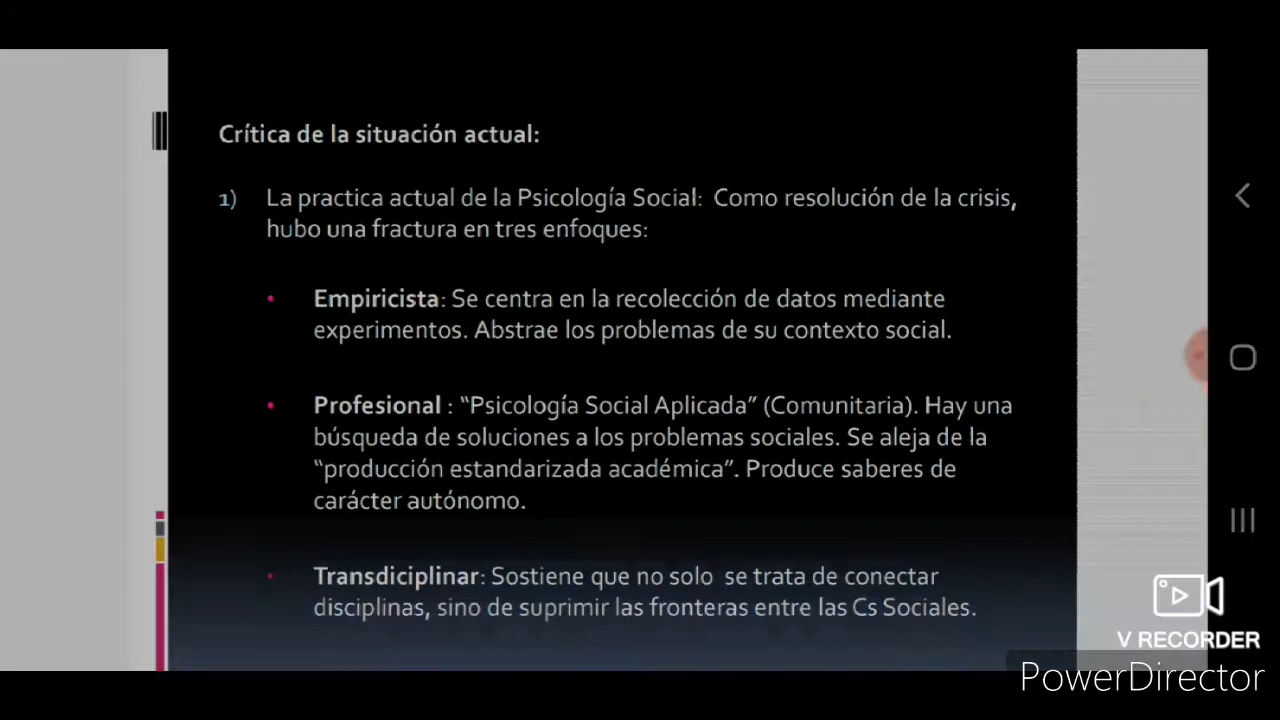 Crítica de la situación actual:
1) La practica actual de la Psicología Social: Como resolución de la crisis,
hubo una fractura en tres enfoques:
• Empiricista: Se centra en la recolección de datos mediante
experimentos. Abstrae los problemas de su contexto social.
• Profesional : “Psicología Social Aplicada” (Comunitaria). Hay una
búsqueda de soluciones a los problemas sociales. Se aleja de la
“producción estandarizada académica”. Produce saberes de
carácter autónomo.
• Transdiciplinar: Sostiene que no solo se trata de conectar
disciplinas, sino de suprimir las fronteras entre las Cs Sociales.
V RECORDER
PowerDirector